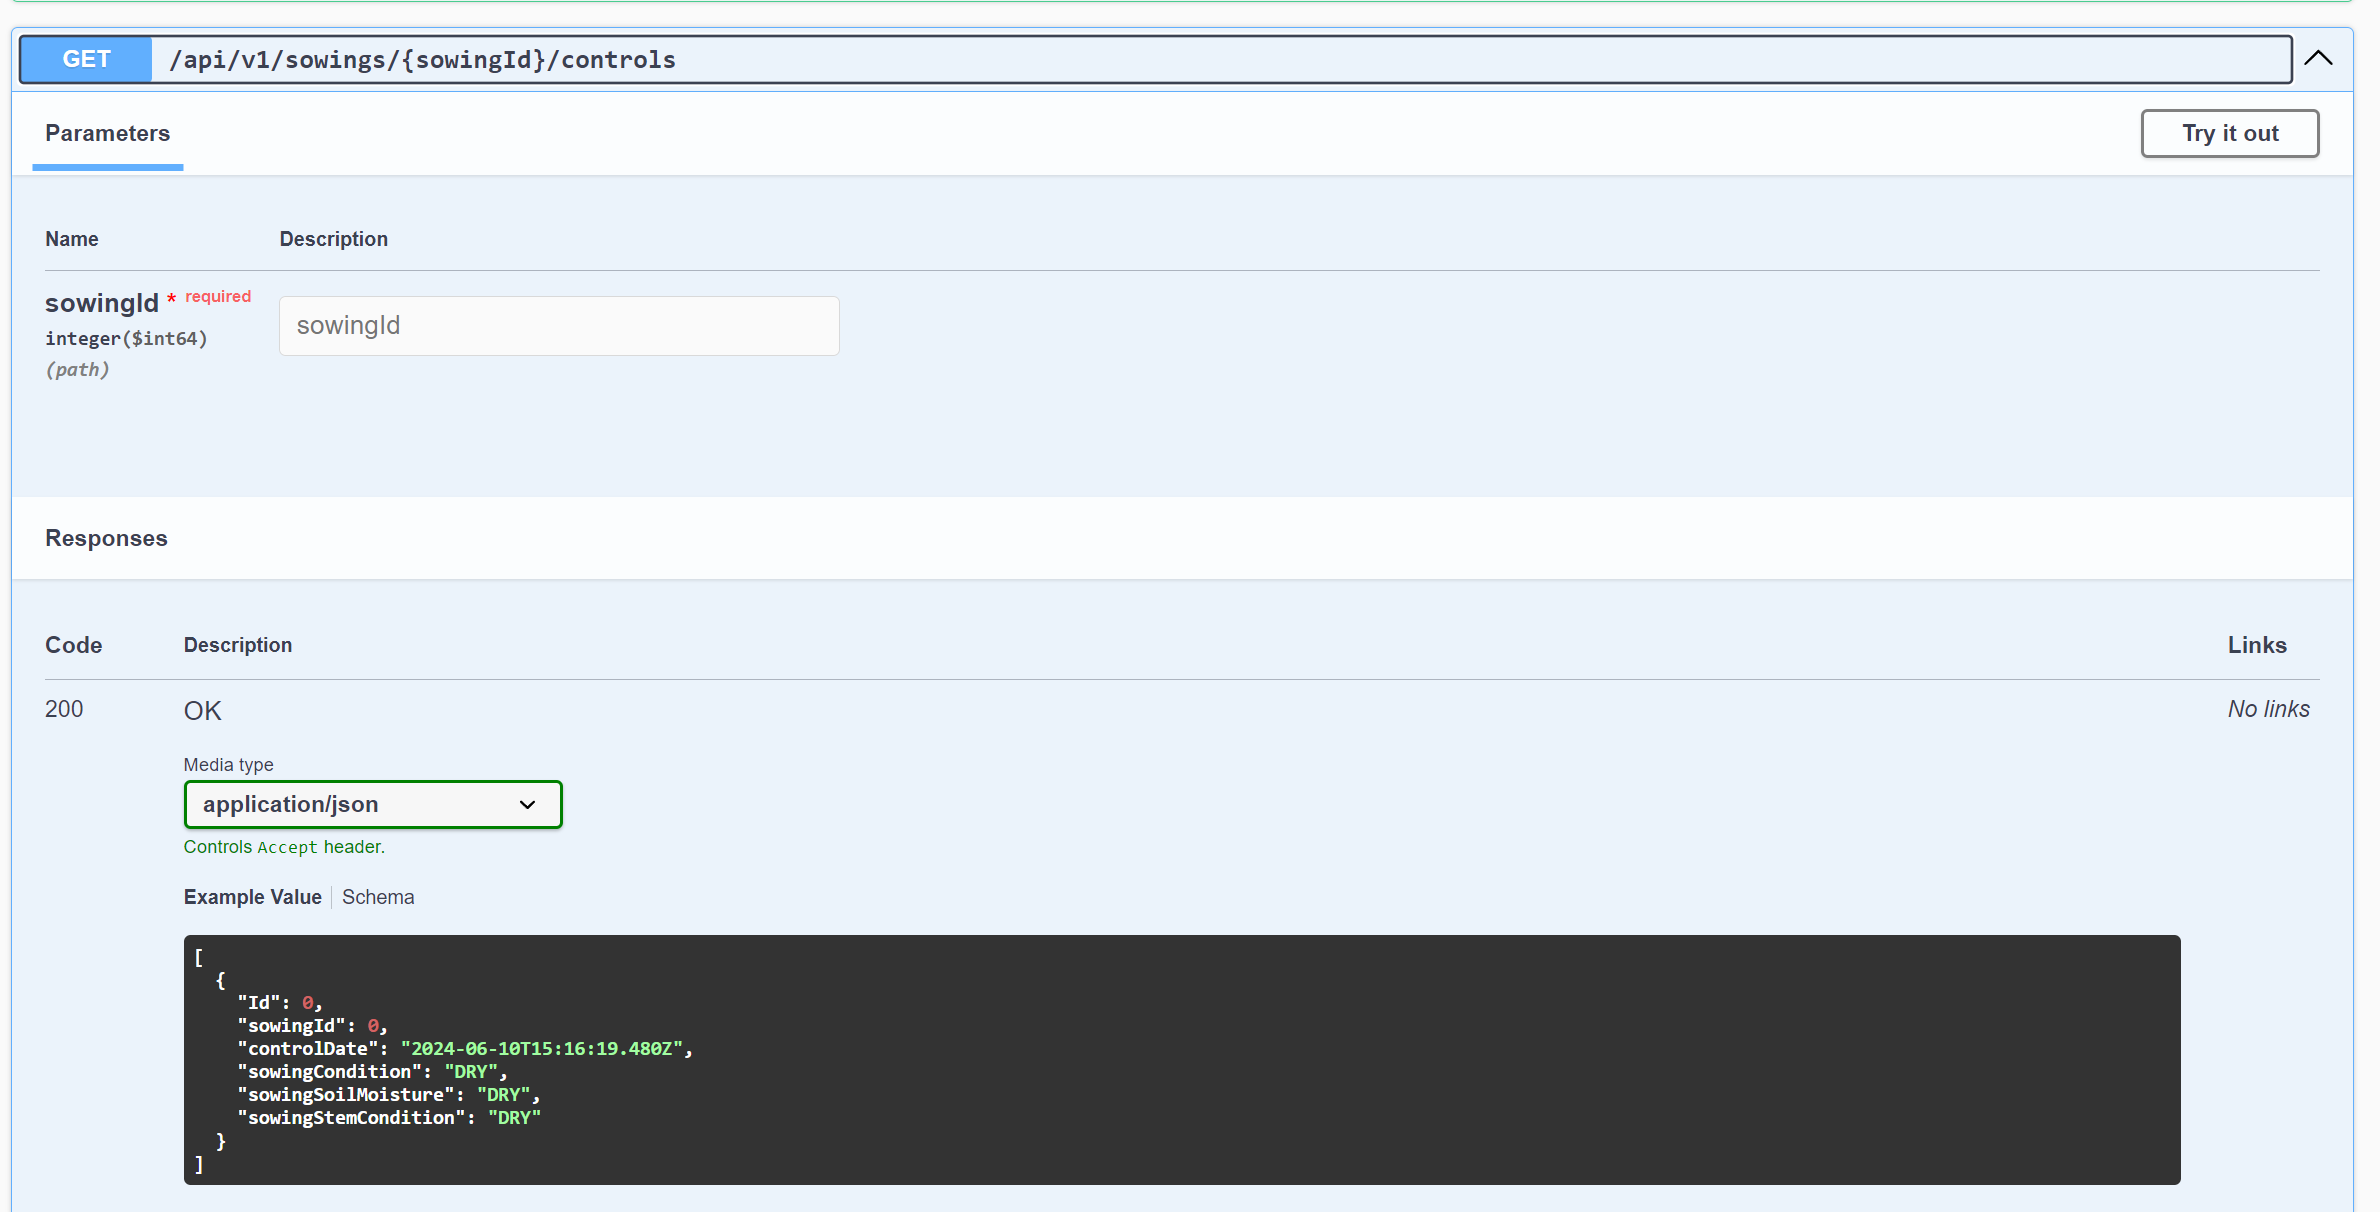 GET /api/v1/sowings/{sowingId}/controls
Parameters
Try it out
Name Description
sowingId * required
integer($int64)
(path)
sowingId
Responses
Code Description Links
200 OK No links
Media type
application/json
Controls Accept header.
Example Value Schema
[
{
"Id": 0,
"sowingId": 0,
"controlDate": "2024-06-10T15:16:19.480Z",
"sowingCondition": "DRY",
"sowingSoilMoisture": "DRY",
"sowingStemCondition": "DRY"
}
]